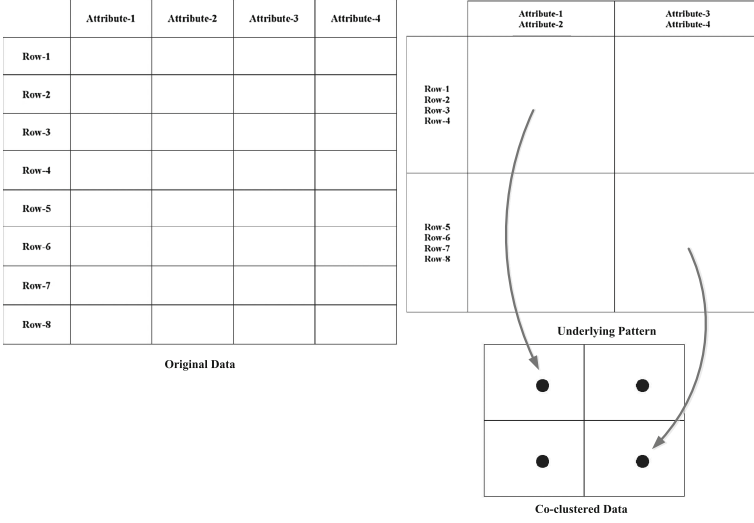 Attribute-1 Attribute-2 Attribute-3 Attribute-4
Row-1
Row-2
Row-3
Row-4
Row-5
Row-6
Row-7
Row-8
Original Data
Attribute-1
Attribute-2
Attribute-3
Attribute-4
Row-1
Row-2
Row-3
Row-4
Row-5
Row-6
Row-7
Row-8
Underlying Pattern
Co-clustered Data